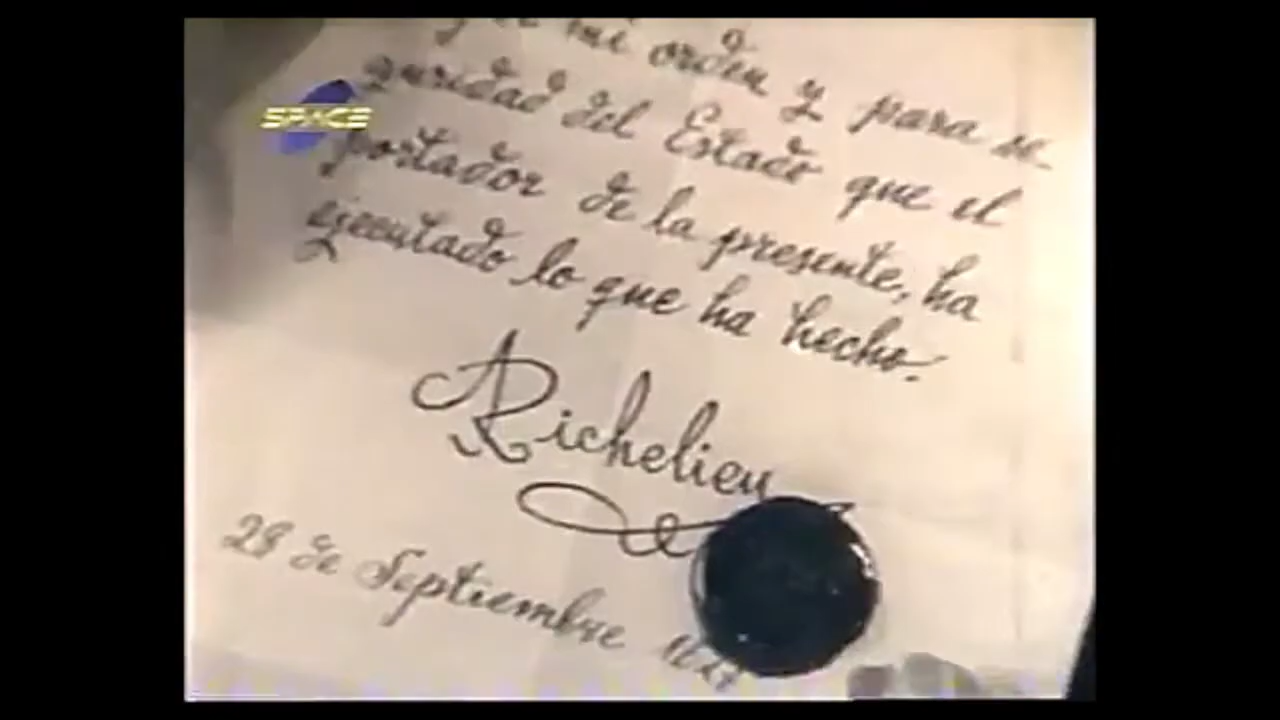 mi orden y para se-
guridad del Estado que el
portador de la presente, ha
ejecutado lo que ha hecho.
Richelieu
28 de Septiembre
SPACE